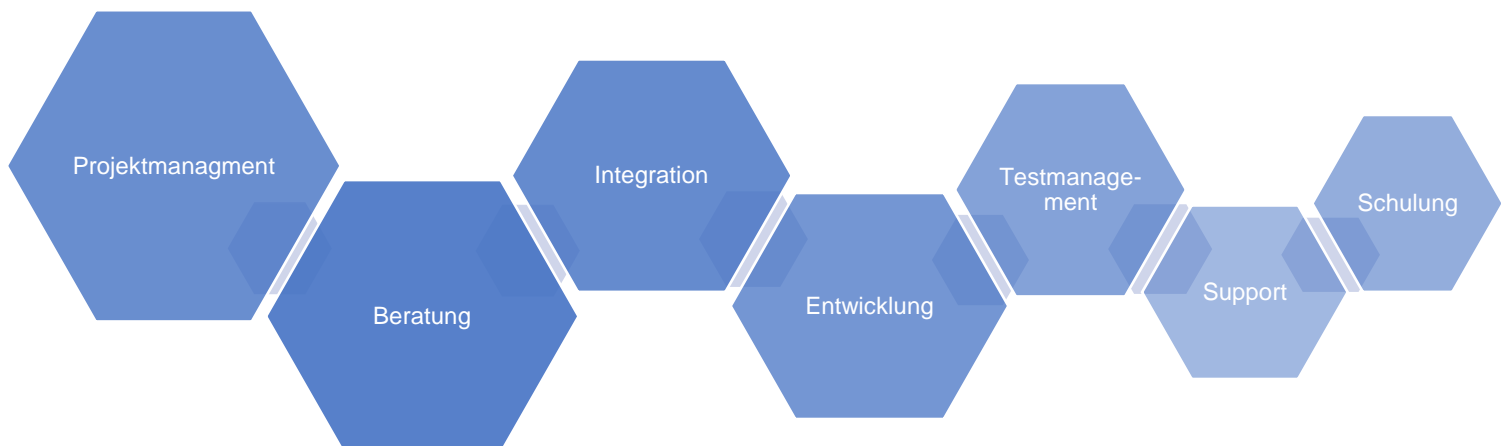 Projektmanagment
Beratung
Integration
Entwicklung
Testmanage-
ment
Support
Schulung